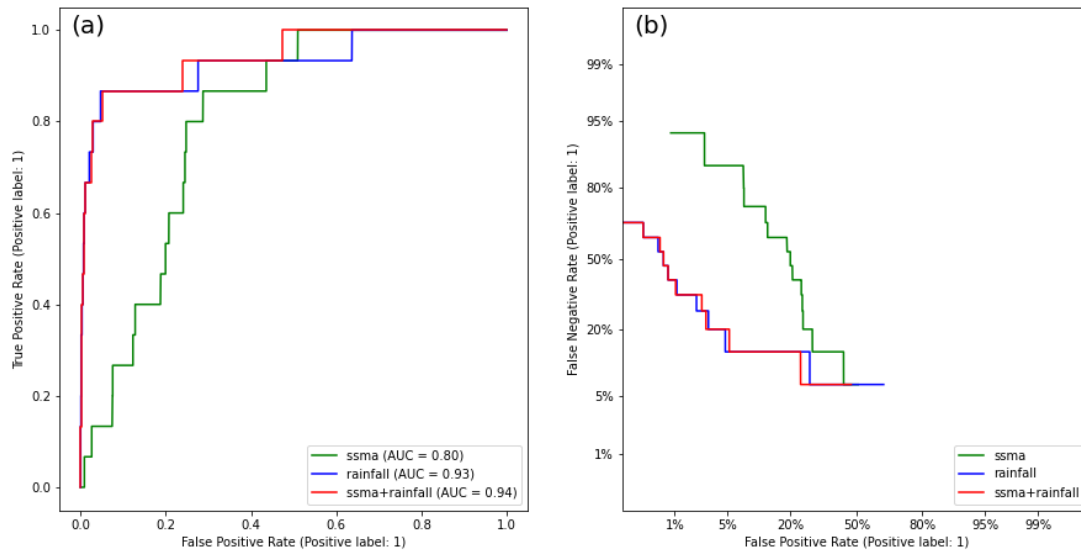 (a)
True Positive Rate (Positive label: 1)
1.0
0.8
0.6
0.4
0.2
0.0
ssma (AUC = 0.80)
rainfall (AUC = 0.93)
ssma+rainfall (AUC = 0.94)
0.0 0.2 0.4 0.6 0.8 1.0
False Positive Rate (Positive label: 1)
(b)
False Negative Rate (Positive label: 1)
99%
95%
80%
50%
20%
5%
1%
ssma
rainfall
ssma+rainfall
1% 5% 20% 50% 80% 95% 99%
False Positive Rate (Positive label: 1)